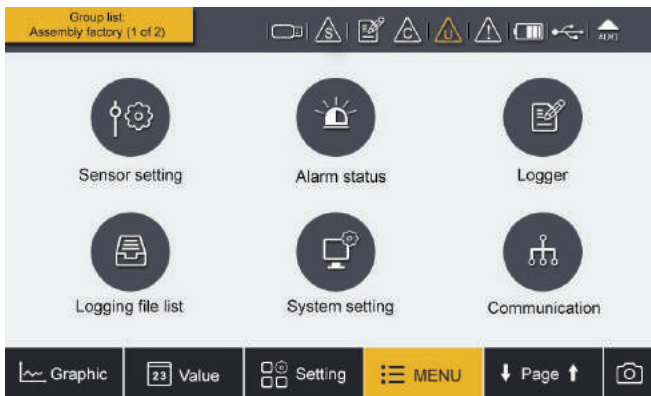 Group list:
Assembly factory (1 of 2)
S
C
U
ALM1
Sensor setting
Alarm status
Logger
Logging file list
System setting
Communication
Graphic
23 Value
Setting
MENU
Page